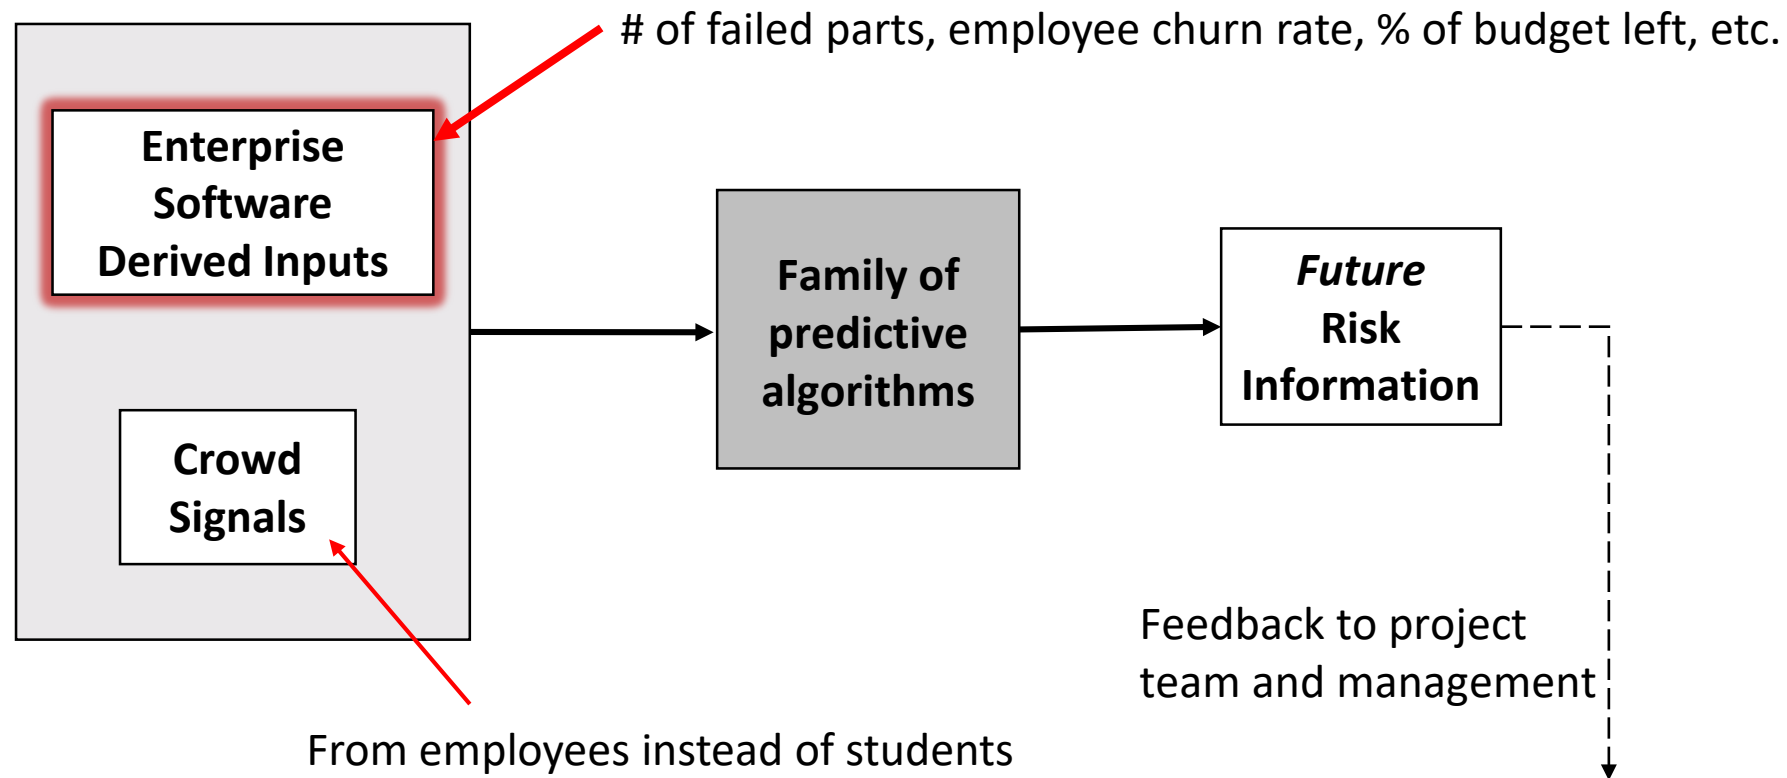 # of failed parts, employee churn rate, % of budget left, etc.
Enterprise
Software
Derived Inputs
Crowd
Signals
Family of
predictive
algorithms
Future
Risk
Information
Feedback to project
team and management
From employees instead of students